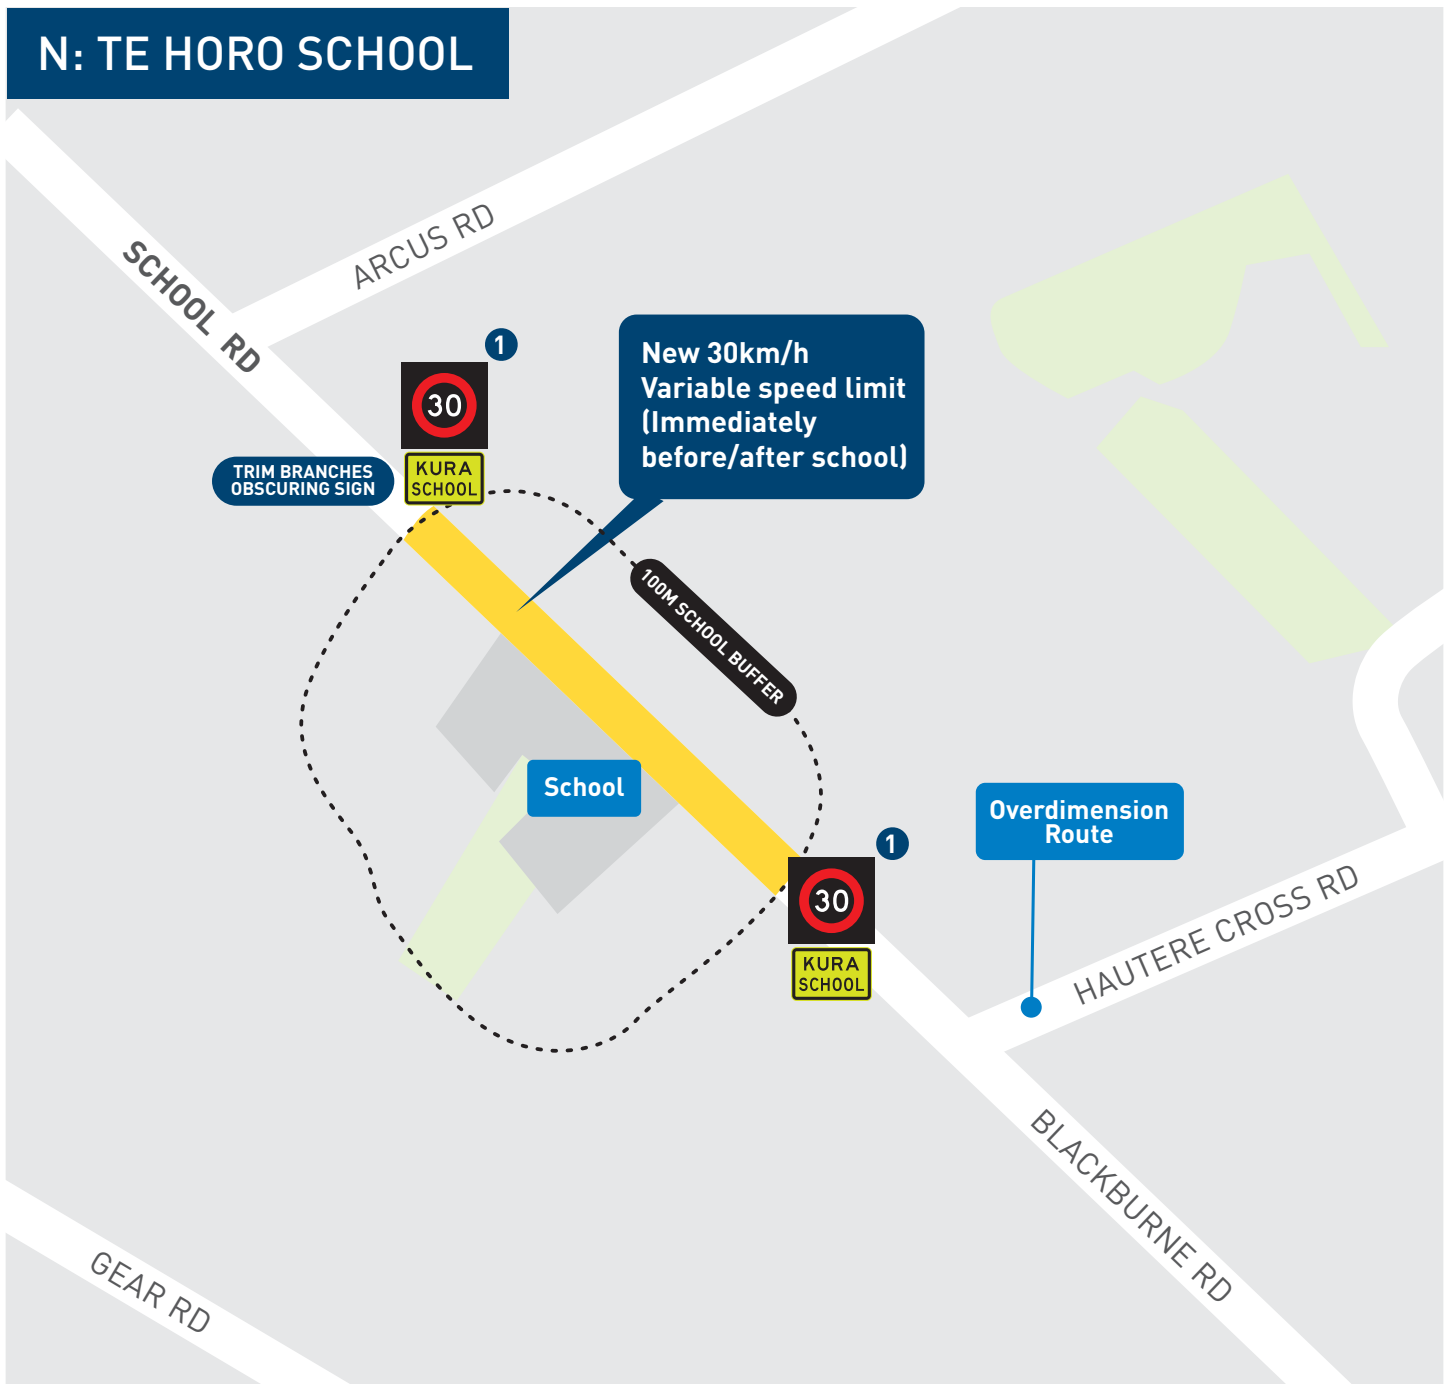 N: TE HORO SCHOOL
ARCUS RD
SCHOOL RD
1
30
KURA
SCHOOL
TRIM BRANCHES
OBSCURING SIGN
New 30km/h
Variable speed limit
(Immediately
before/after school)
100M SCHOOL BUFFER
School
1
30
KURA
SCHOOL
Overdimension
Route
HAUTERE CROSS RD
BLACKBURNE RD
GEAR RD